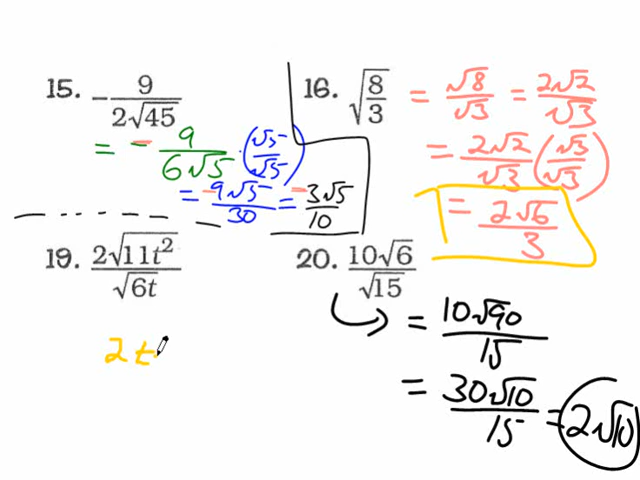 15. -9/(2√45)
= - 9/(6√5) · (√5/√5)
= -9√5/30 = -3√5/10
16. √(8/3) = √8/√3 = 2√2/√3
= 2√2/√3 (√3/√3)
= 2√6/3
19. 2√(11t²)/√(6t)
2t
20. 10√6/√15
= 10√90/15
= 30√10/15 = 2√10